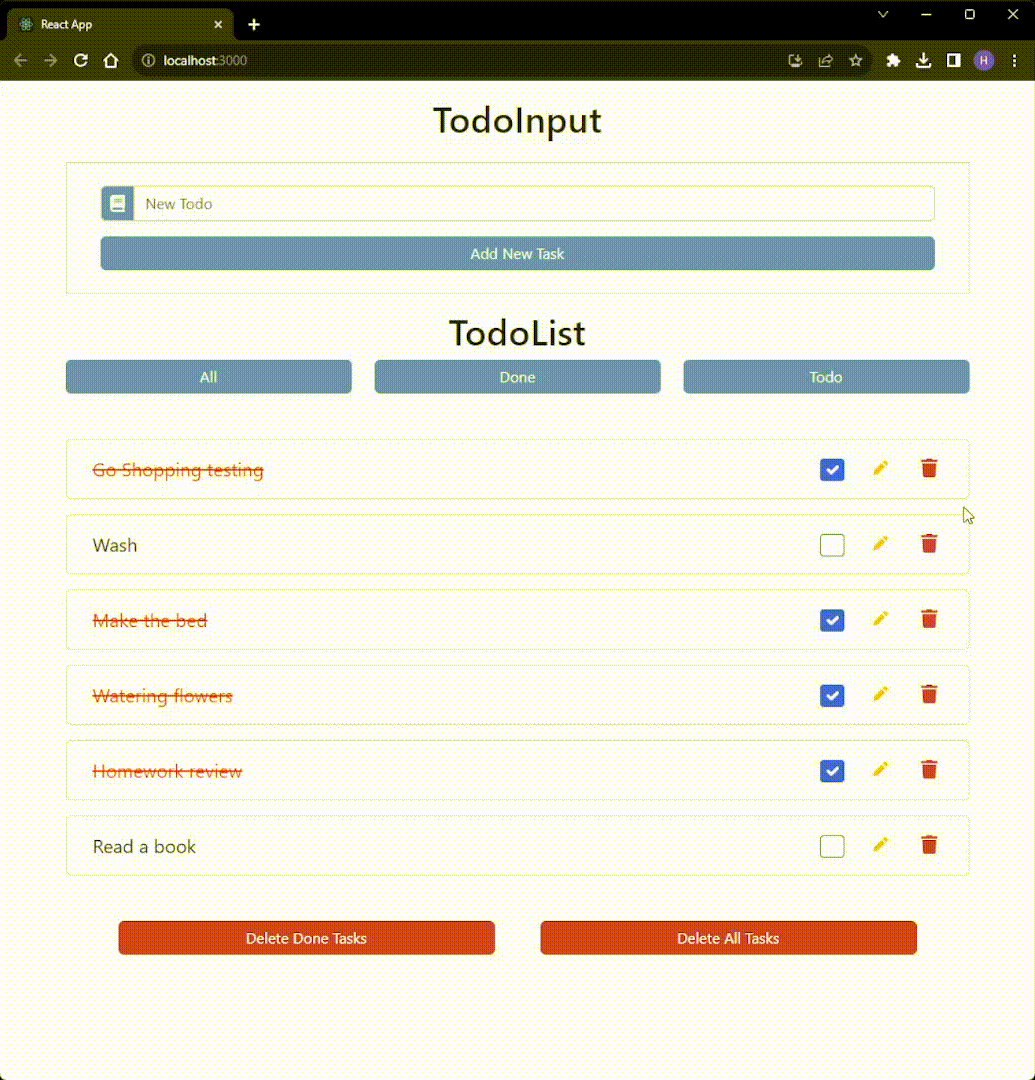 React App
localhost:3000
H
TodoInput
New Todo
Add New Task
TodoList
All Done Todo
Go Shopping testing
Wash
Make the bed
Watering flowers
Homework review
Read a book
Delete Done Tasks Delete All Tasks